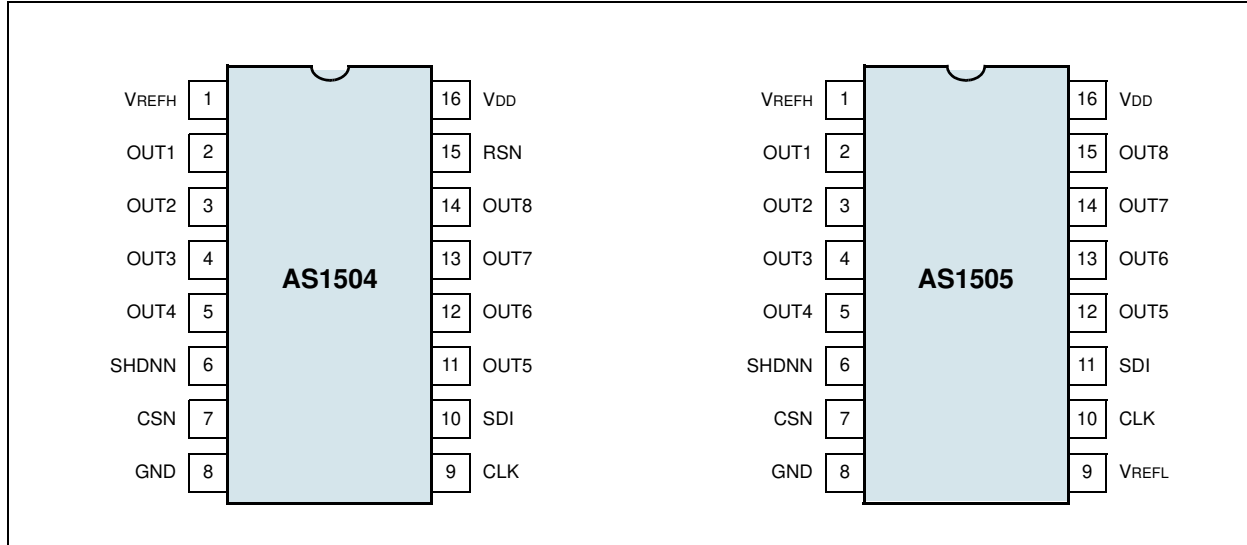 VREFH 1 16 VDD
OUT1 2 15 RSN
OUT2 3 14 OUT8
OUT3 4 13 OUT7
AS1504
OUT4 5 12 OUT6
SHDNN 6 11 OUT5
CSN 7 10 SDI
GND 8 9 CLK
VREFH 1 16 VDD
OUT1 2 15 OUT8
OUT2 3 14 OUT7
OUT3 4 13 OUT6
AS1505
OUT4 5 12 OUT5
SHDNN 6 11 SDI
CSN 7 10 CLK
GND 8 9 VREFL